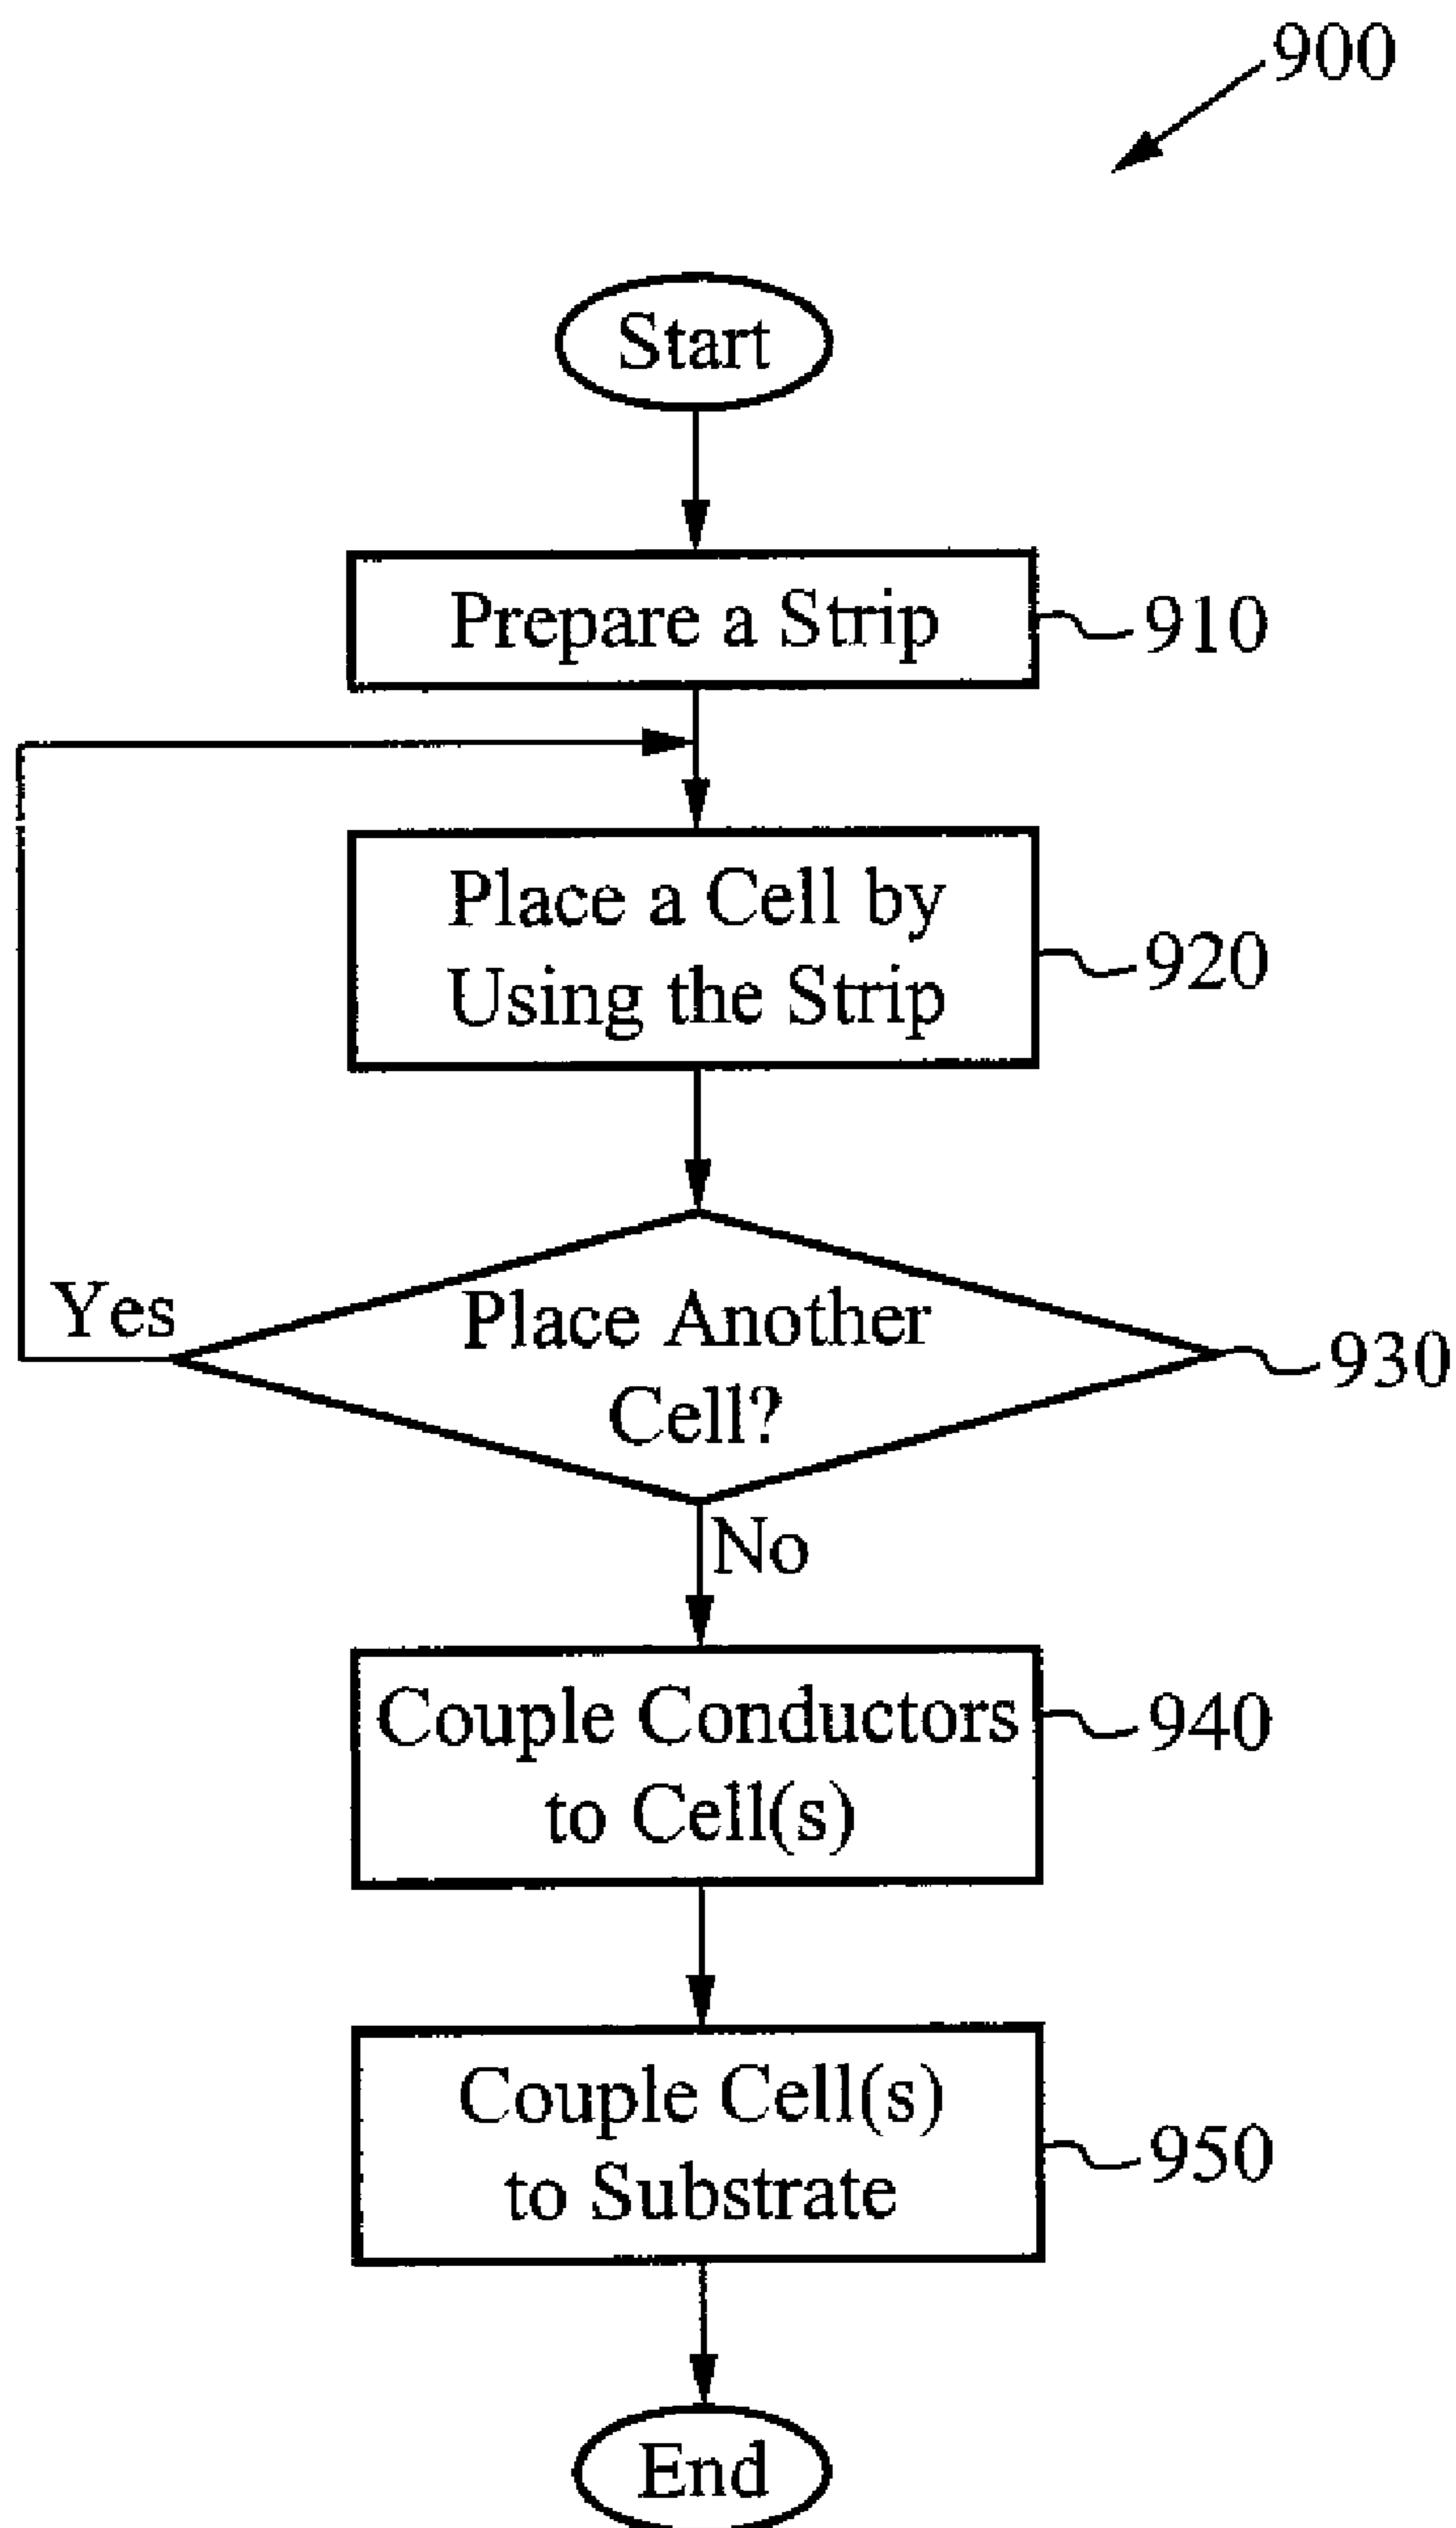 900
Start
Prepare a Strip
910
Place a Cell by
Using the Strip
920
Place Another
Cell?
930
Yes
No
Couple Conductors
to Cell(s)
940
Couple Cell(s)
to Substrate
950
End